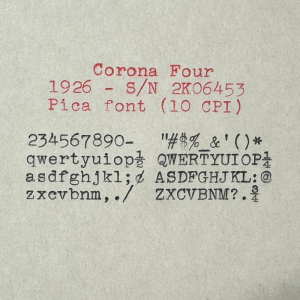 Corona Four
1926 - S/N 2K06453
Pica font (10 CPI)
234567890- "#$%_&'()*
qwertyuiop½ QWERTYUIOP¼
asdfghjkl;¢ ASDFGHJKL:@
zxcvbnm,./ ZXCVBNM?.¾